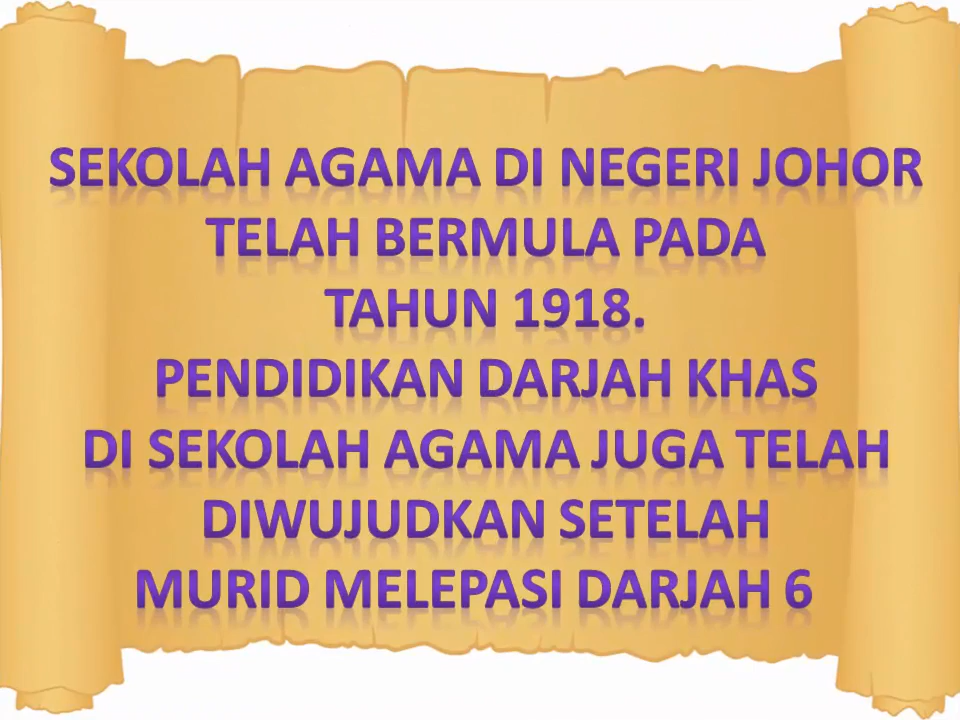 SEKOLAH AGAMA DI NEGERI JOHOR
TELAH BERMULA PADA
TAHUN 1918.
PENDIDIKAN DARJAH KHAS
DI SEKOLAH AGAMA JUGA TELAH
DIWUJUDKAN SETELAH
MURID MELEPASI DARJAH 6